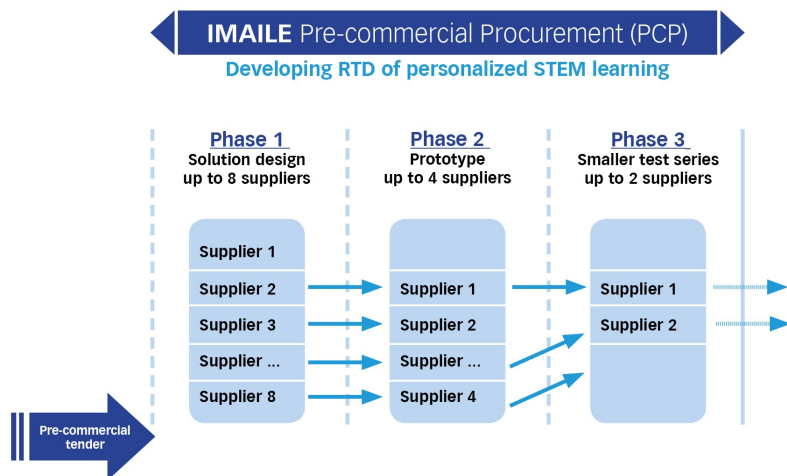 IMAILE Pre-commercial Procurement (PCP)
Developing RTD of personalized STEM learning
Phase 1
Solution design
up to 8 suppliers
Phase 2
Prototype
up to 4 suppliers
Phase 3
Smaller test series
up to 2 suppliers
Supplier 1
Supplier 2
Supplier 3
Supplier ...
Supplier 8
Supplier 1
Supplier 2
Supplier ...
Supplier 4
Supplier 1
Supplier 2
Pre-commercial
tender